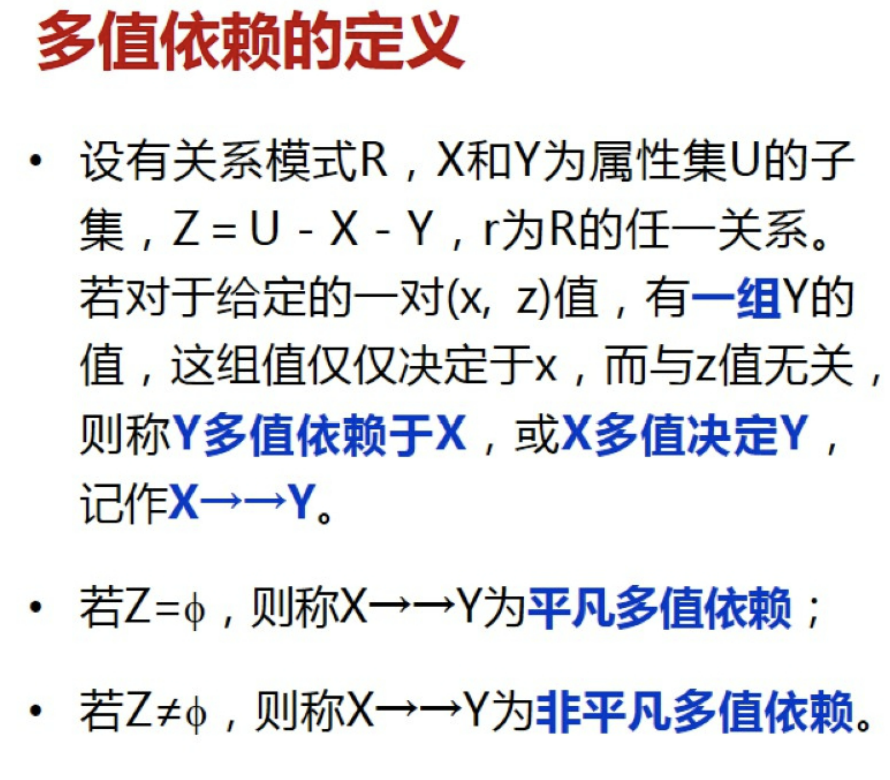 多值依赖的定义
• 设有关系模式R，X和Y为属性集U的子
集，Z = U - X - Y，r为R的任一关系。
若对于给定的一对(x, z)值，有一组Y的
值，这组值仅仅决定于x，而与z值无关，
则称Y多值依赖于X，或X多值决定Y，
记作X→→Y。
• 若Z=ϕ，则称X→→Y为平凡多值依赖；
• 若Z≠ϕ，则称X→→Y为非平凡多值依赖。